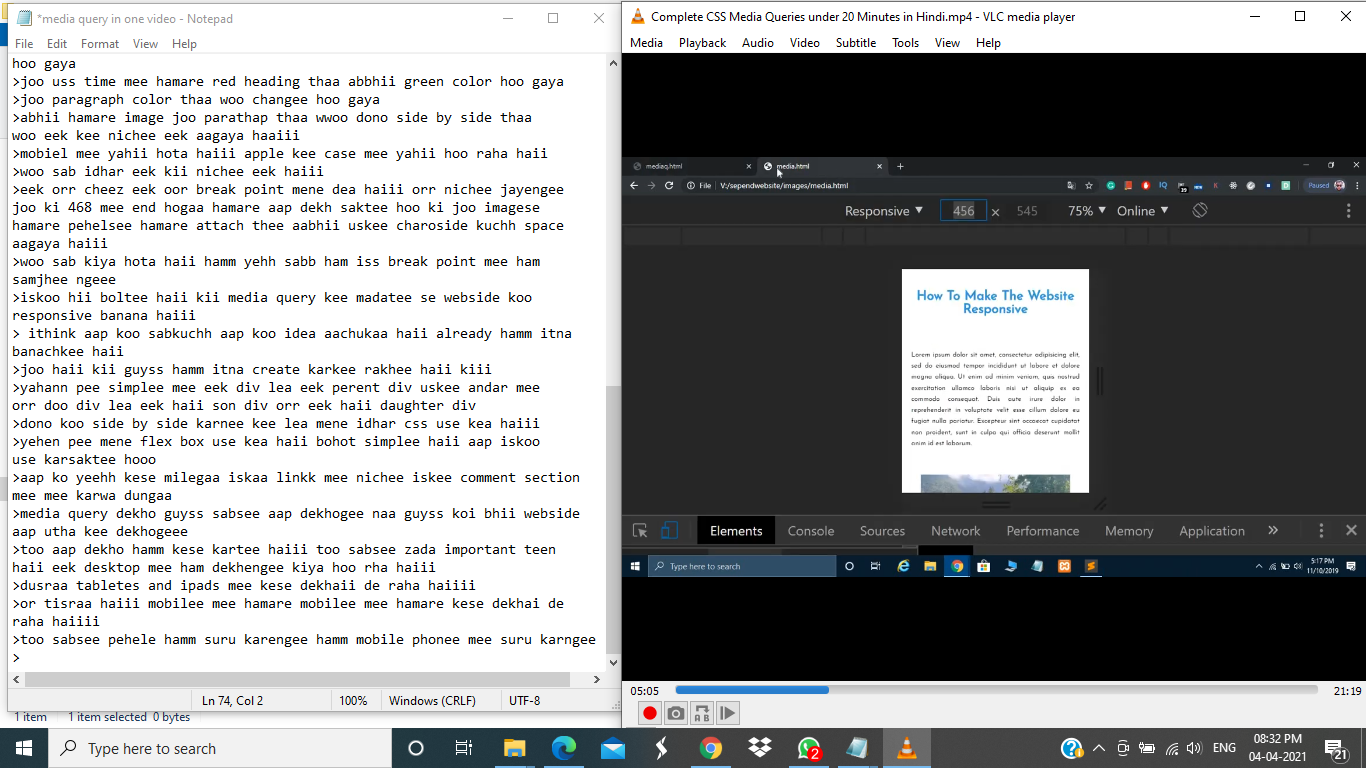 *media query in one video - Notepad
File Edit Format View Help
hoo gaya
>joo uss time mee hamare red heading thaa abbhii green color hoo gaya
>joo paragraph color thaa woo changee hoo gaya
>abhii hamare image joo parathap thaa wwoo dono side by side thaa
woo eek kee nichee eek aagaya haaiii
>mobiel mee yahii hota haiii apple kee case mee yahii hoo raha haii
>woo sab idhar eek kii nichee eek haiii
>eek orr cheez eek oor break point mene dea haiii orr nichee jayengee
joo ki 468 mee end hogaa hamare aap dekh saktee hoo ki joo imagese
hamare pehelsee hamare attach thee aabhii uskee charoside kuchh space
aagaya haiii
>woo sab kiya hota haii hamm yehh sabb ham iss break point mee ham
samjhee ngeee
>iskoo hii boltee haii kii media query kee madatee se webside koo
responsive banana haiii
> ithink aap koo sabkuchh aap koo idea aachukaa haii already hamm itna
banachkee haii
>joo haii kii guyss hamm itna create karkee rakhee haii kiii
>yahann pee simplee mee eek div lea eek perent div uskee andar mee
orr doo div lea eek haii son div orr eek haii daughter div
>dono koo side by side karnee kee lea mene idhar css use kea haiii
>yehen pee mene flex box use kea haii bohot simplee haii aap iskoo
use karsaktee hooo
>aap ko yeehh kese milegaa iskaa linkk mee nichee iskee comment section
mee mee karwa dungaa
>media query dekho guyss sabsee aap dekhogee naa guyss koi bhii webside
aap utha kee dekhogeee
>too aap dekho hamm kese kartee haiii too sabsee zada important teen
haii eek desktop mee ham dekhengee kiya hoo rha haiii
>dusraa tabletes and ipads mee kese dekhaii de raha haiiii
>or tisraa haiii mobilee mee hamare mobilee mee hamare kese dekhai de
raha haiiii
>too sabsee pehele hamm suru karengee hamm mobile phonee mee suru karngee
>
Ln 74, Col 2 100% Windows (CRLF) UTF-8
1 item 1 item selected 0 bytes
Complete CSS Media Queries under 20 Minutes in Hindi.mp4 - VLC media player
Media Playback Audio Video Subtitle Tools View Help
mediaq.html media.html
File V:/sependwebsite/images/media.html Paused
Responsive 456 x 545 75% Online
How To Make The Website
Responsive
Lorem ipsum dolor sit amet, consectetur adipisicing elit,
sed do eiusmod tempor incididunt ut labore et dolore
magna aliqua. Ut enim ad minim veniam, quis nostrud
exercitation ullamco laboris nisi ut aliquip ex ea
commodo consequat. Duis aute irure dolor in
reprehenderit in voluptate velit esse cillum dolore eu
fugiat nulla pariatur. Excepteur sint occaecat cupidatat
non proident, sunt in culpa qui officia deserunt mollit
anim id est laborum.
Elements Console Sources Network Performance Memory Application »
Type here to search
5:17 PM
11/10/2019
05:05 21:19
Type here to search
2
ENG
08:32 PM
04-04-2021
21